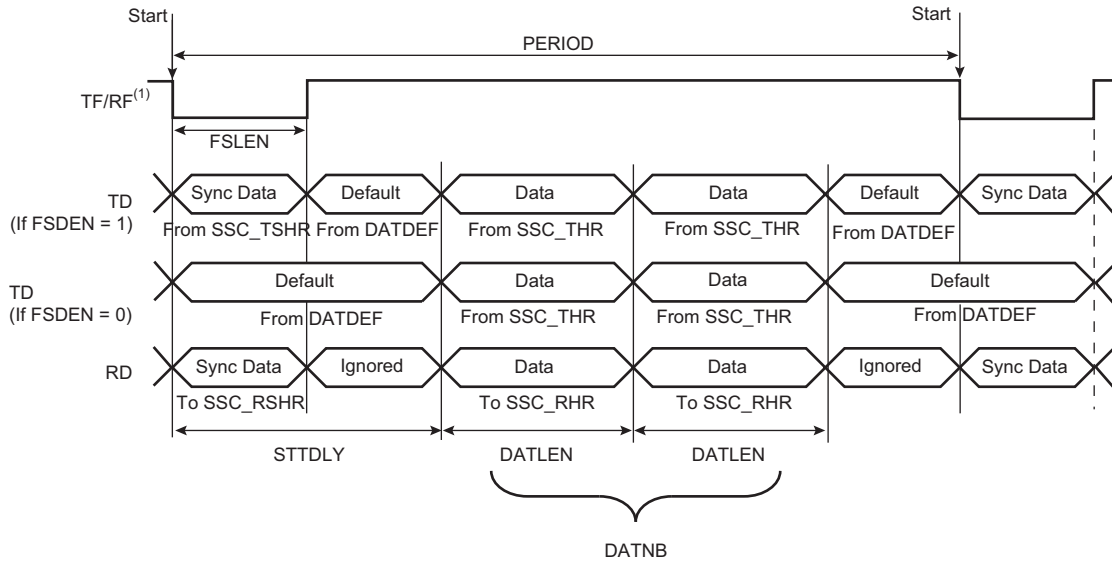 Start
Start
PERIOD
TF/RF(1)
FSLEN
TD
(If FSDEN = 1)
Sync Data
Default
Data
Data
Default
Sync Data
From SSC_TSHR
From DATDEF
From SSC_THR
From SSC_THR
From DATDEF
TD
(If FSDEN = 0)
Default
Data
Data
Default
From DATDEF
From SSC_THR
From SSC_THR
From DATDEF
RD
Sync Data
Ignored
Data
Data
Ignored
Sync Data
To SSC_RSHR
To SSC_RHR
To SSC_RHR
STTDLY
DATLEN
DATLEN
DATNB